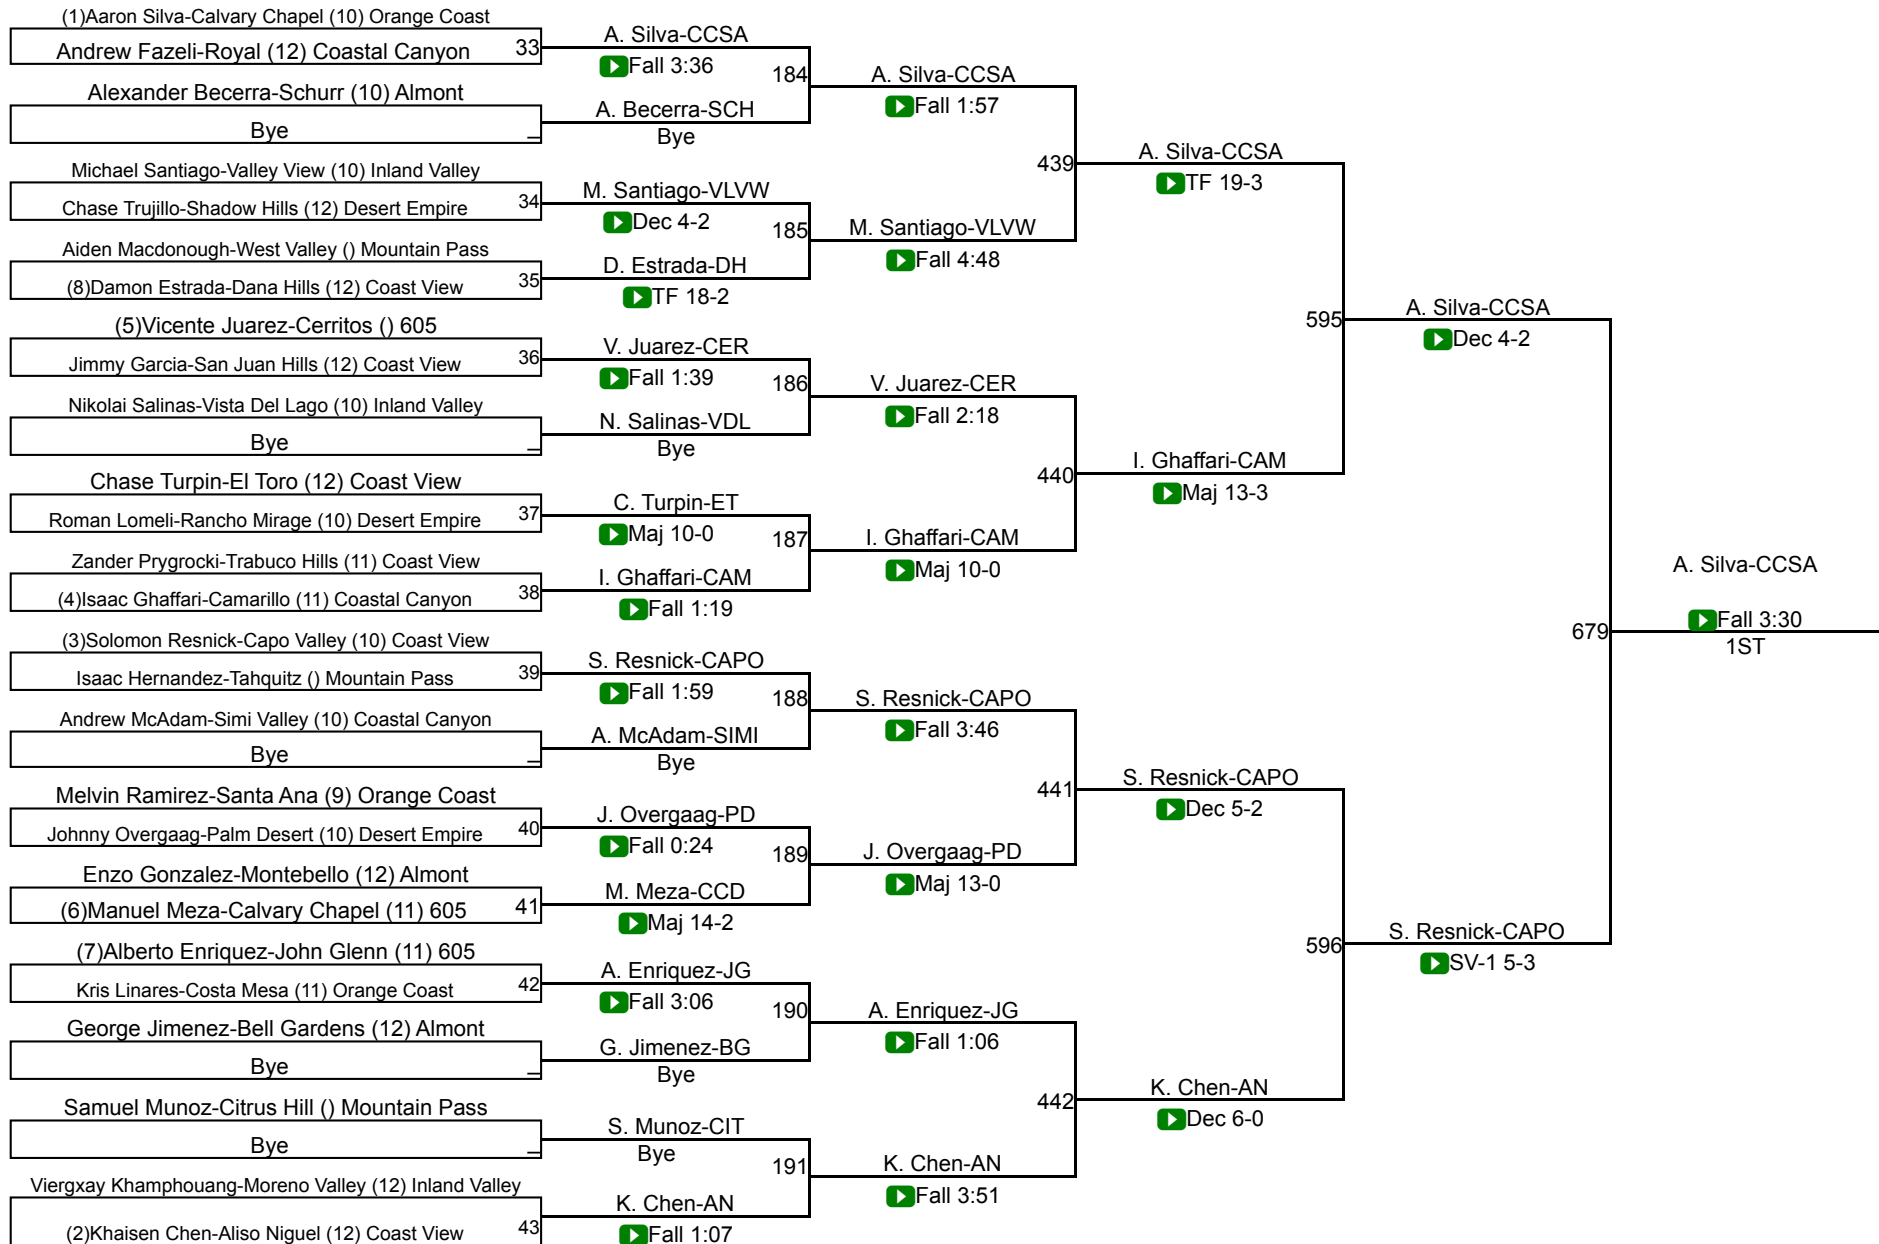 (1)Aaron Silva-Calvary Chapel (10) Orange Coast
Andrew Fazeli-Royal (12) Coastal Canyon
33
Alexander Becerra-Schurr (10) Almont
Bye
_
Michael Santiago-Valley View (10) Inland Valley
Chase Trujillo-Shadow Hills (12) Desert Empire
34
Aiden Macdonough-West Valley () Mountain Pass
(8)Damon Estrada-Dana Hills (12) Coast View
35
(5)Vicente Juarez-Cerritos () 605
Jimmy Garcia-San Juan Hills (12) Coast View
36
Nikolai Salinas-Vista Del Lago (10) Inland Valley
Bye
_
Chase Turpin-El Toro (12) Coast View
Roman Lomeli-Rancho Mirage (10) Desert Empire
37
Zander Prygrocki-Trabuco Hills (11) Coast View
(4)Isaac Ghaffari-Camarillo (11) Coastal Canyon
38
(3)Solomon Resnick-Capo Valley (10) Coast View
Isaac Hernandez-Tahquitz () Mountain Pass
39
Andrew McAdam-Simi Valley (10) Coastal Canyon
Bye
_
Melvin Ramirez-Santa Ana (9) Orange Coast
Johnny Overgaag-Palm Desert (10) Desert Empire
40
Enzo Gonzalez-Montebello (12) Almont
(6)Manuel Meza-Calvary Chapel (11) 605
41
(7)Alberto Enriquez-John Glenn (11) 605
Kris Linares-Costa Mesa (11) Orange Coast
42
George Jimenez-Bell Gardens (12) Almont
Bye
_
Samuel Munoz-Citrus Hill () Mountain Pass
Bye
_
Viergxay Khamphouang-Moreno Valley (12) Inland Valley
(2)Khaisen Chen-Aliso Niguel (12) Coast View
43
A. Silva-CCSA
Fall 3:36
184
A. Becerra-SCH
Bye
M. Santiago-VLVW
Dec 4-2
185
D. Estrada-DH
TF 18-2
V. Juarez-CER
Fall 1:39
186
N. Salinas-VDL
Bye
C. Turpin-ET
Maj 10-0
187
I. Ghaffari-CAM
Fall 1:19
S. Resnick-CAPO
Fall 1:59
188
A. McAdam-SIMI
Bye
J. Overgaag-PD
Fall 0:24
189
M. Meza-CCD
Maj 14-2
A. Enriquez-JG
Fall 3:06
190
G. Jimenez-BG
Bye
S. Munoz-CIT
Bye
191
K. Chen-AN
Fall 1:07
A. Silva-CCSA
Fall 1:57
439
M. Santiago-VLVW
Fall 4:48
V. Juarez-CER
Fall 2:18
440
I. Ghaffari-CAM
Maj 10-0
S. Resnick-CAPO
Fall 3:46
441
J. Overgaag-PD
Maj 13-0
A. Enriquez-JG
Fall 1:06
442
K. Chen-AN
Fall 3:51
A. Silva-CCSA
TF 19-3
595
I. Ghaffari-CAM
Maj 13-3
S. Resnick-CAPO
Dec 5-2
596
K. Chen-AN
Dec 6-0
A. Silva-CCSA
Dec 4-2
679
S. Resnick-CAPO
SV-1 5-3
A. Silva-CCSA
Fall 3:30
1ST